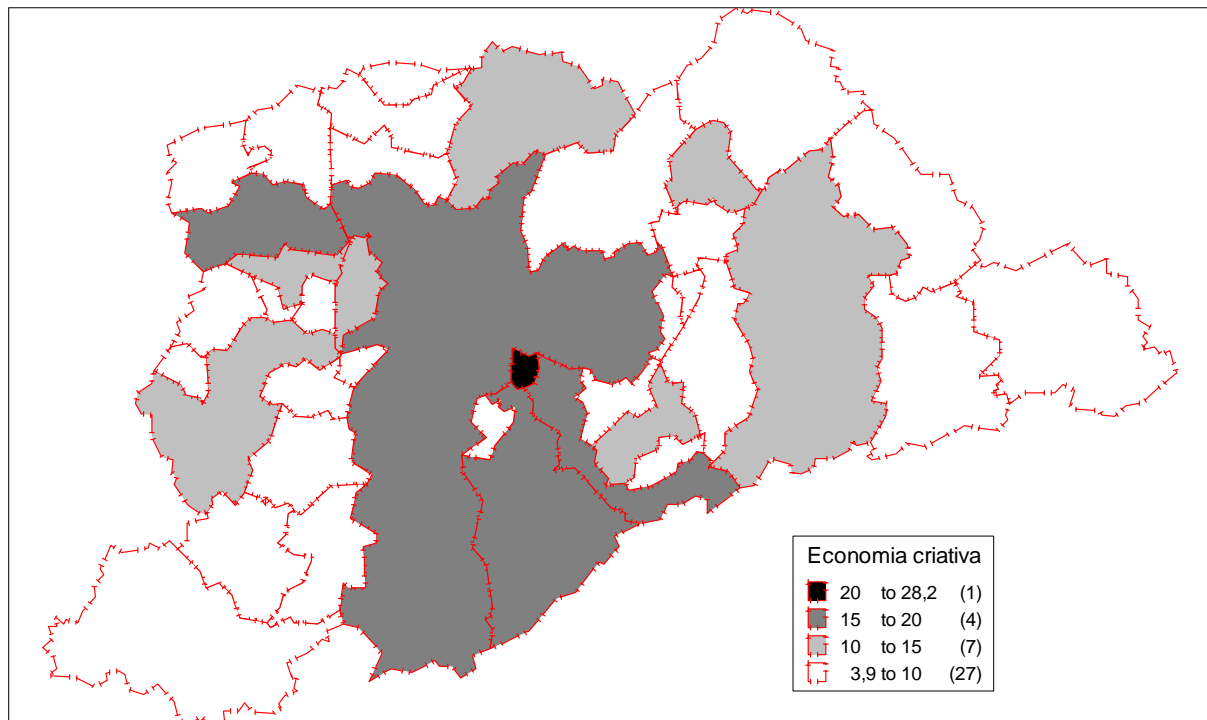 Economia criativa
20 to 28,2 (1)
15 to 20 (4)
10 to 15 (7)
3,9 to 10 (27)